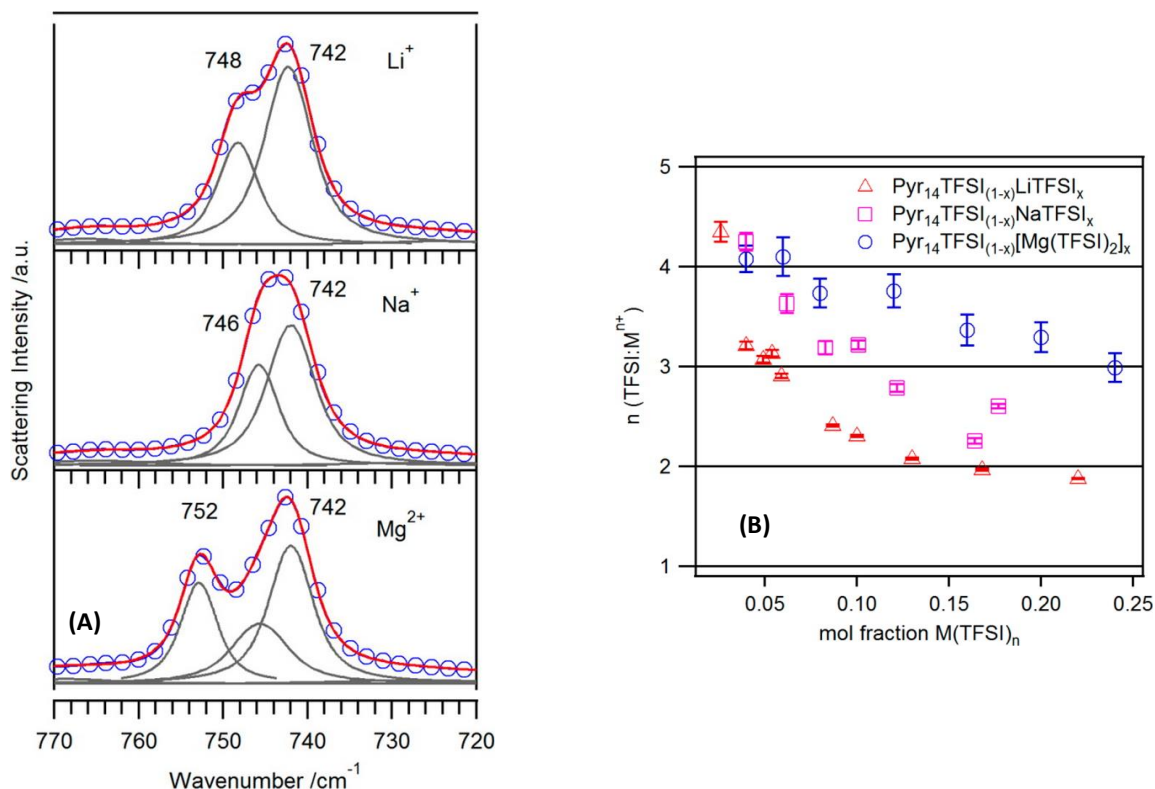 Li⁺
748
742
Na⁺
746
742
Mg²⁺
752
742
(A)
Scattering Intensity /a.u.
770 760 750 740 730 720
Wavenumber /cm⁻¹
5
4
3
2
1
n (TFSI:Mⁿ⁺)
Pyr₁₄TFSI₍₁₋ₓ₎LiTFSIₓ
Pyr₁₄TFSI₍₁₋ₓ₎NaTFSIₓ
Pyr₁₄TFSI₍₁₋ₓ₎[Mg(TFSI)₂]ₓ
(B)
0.05 0.10 0.15 0.20 0.25
mol fraction M(TFSI)ₙ